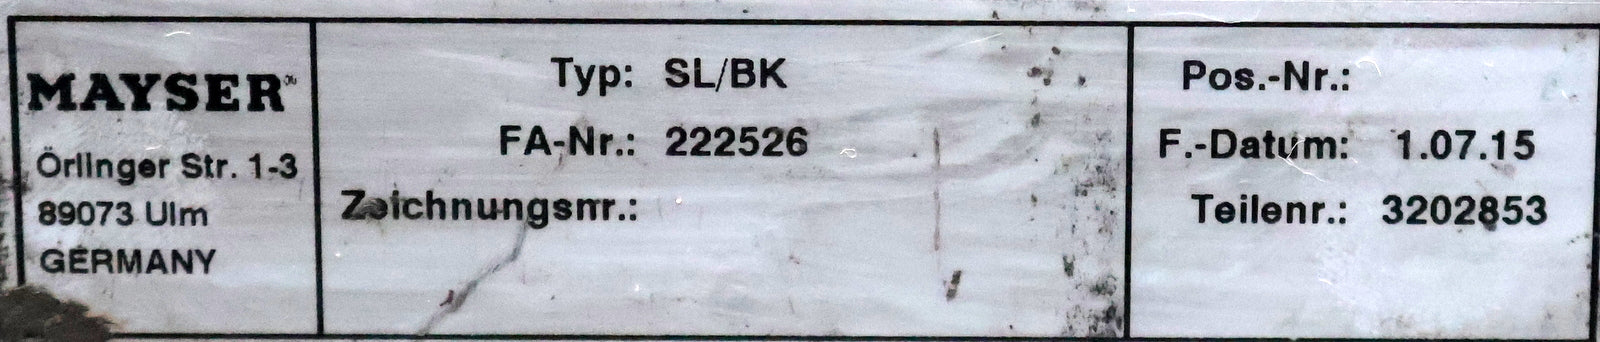 MAYSER
Örlinger Str. 1-3
89073 Ulm
GERMANY
Typ: SL/BK
FA-Nr.: 222526
Zeichnungsnr.:
Pos.-Nr.:
F.-Datum: 1.07.15
Teilenr.: 3202853